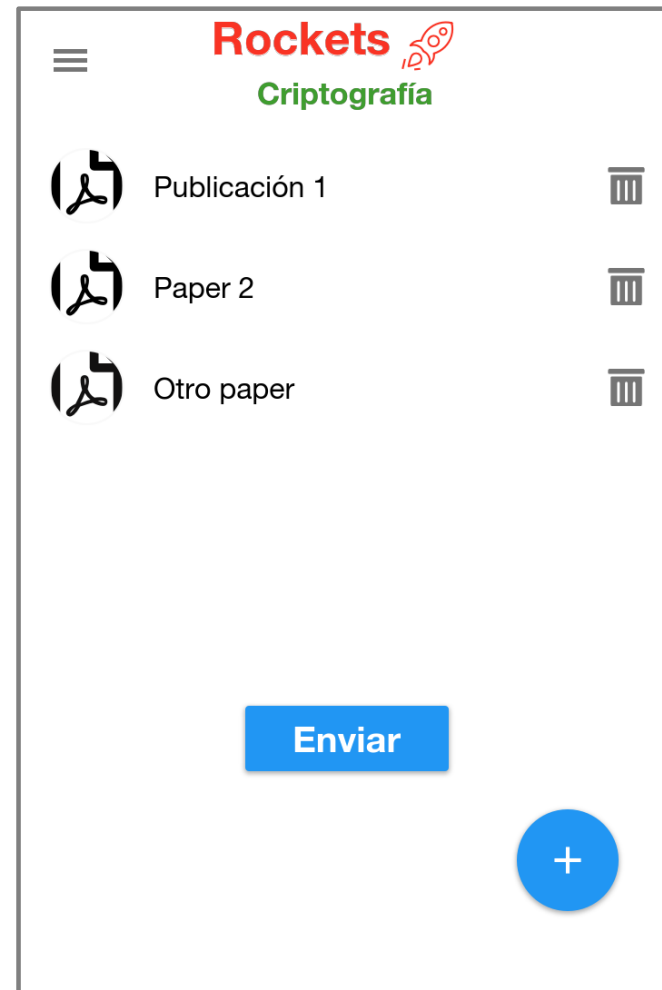 Rockets
Criptografía
Publicación 1
Paper 2
Otro paper
Enviar
+